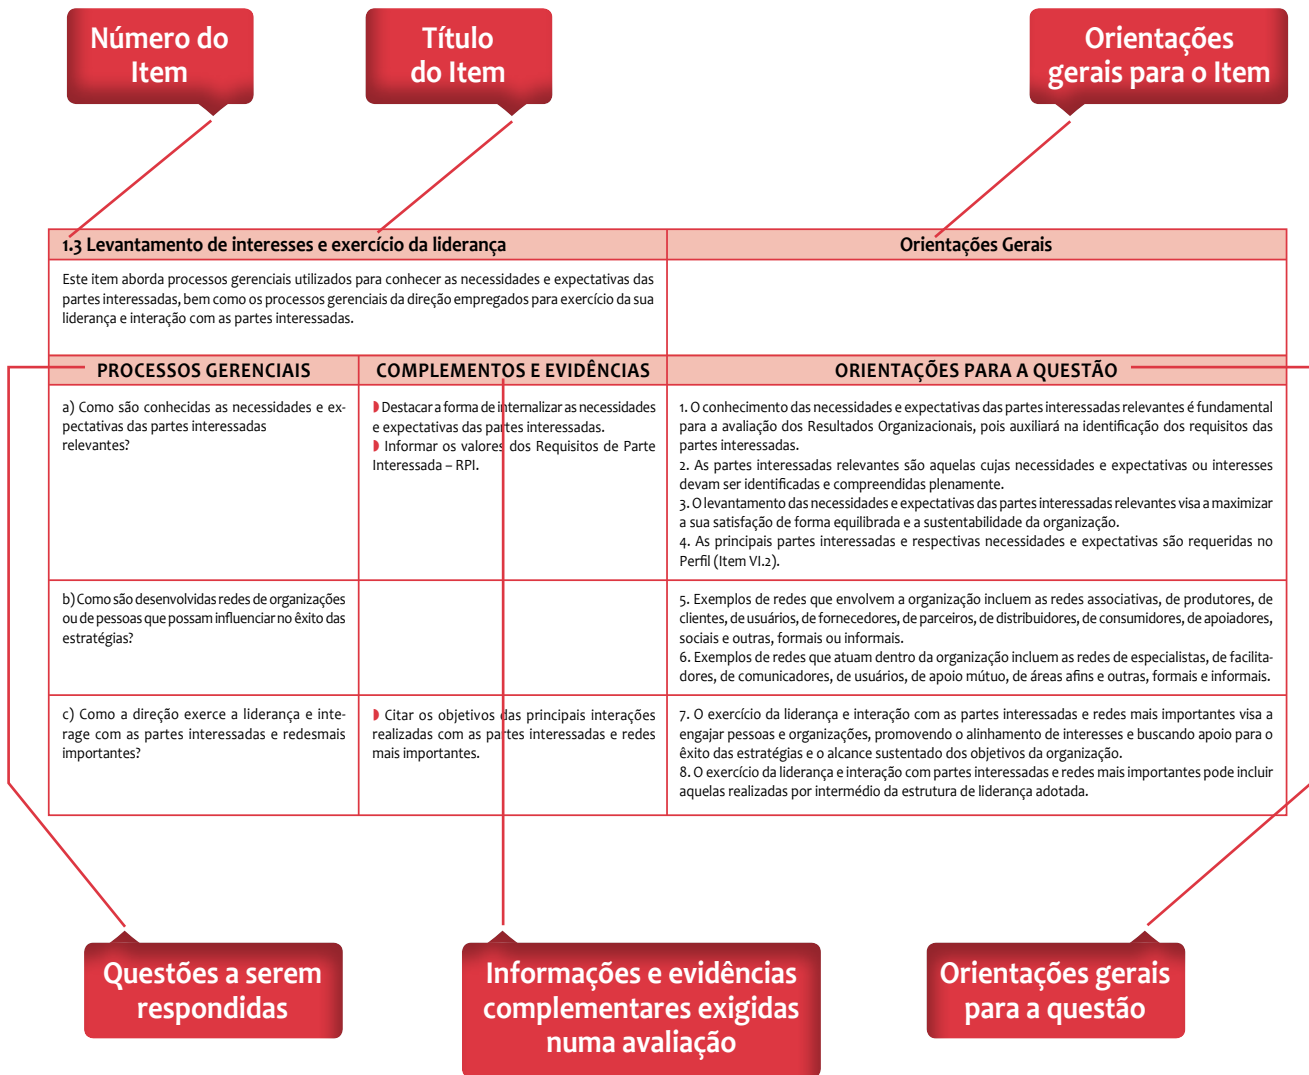 Número do
Item
Título
do Item
Orientações
gerais para o Item
1.3 Levantamento de interesses e exercício da liderança
Orientações Gerais
Este item aborda processos gerenciais utilizados para conhecer as necessidades e expectativas das
partes interessadas, bem como os processos gerenciais da direção empregados para exercício da sua
liderança e interação com as partes interessadas.
PROCESSOS GERENCIAIS
COMPLEMENTOS E EVIDÊNCIAS
ORIENTAÇÕES PARA A QUESTÃO
a) Como são conhecidas as necessidades e ex-
pectativas das partes interessadas
relevantes?
Destacar a forma de internalizar as necessidades
e expectativas das partes interessadas.
Informar os valores dos Requisitos de Parte
Interessada – RPI.
1. O conhecimento das necessidades e expectativas das partes interessadas relevantes é fundamental
para a avaliação dos Resultados Organizacionais, pois auxiliará na identificação dos requisitos das
partes interessadas.
2. As partes interessadas relevantes são aquelas cujas necessidades e expectativas ou interesses
devam ser identificadas e compreendidas plenamente.
3. O levantamento das necessidades e expectativas das partes interessadas relevantes visa a maximizar
a sua satisfação de forma equilibrada e a sustentabilidade da organização.
4. As principais partes interessadas e respectivas necessidades e expectativas são requeridas no
Perfil (Item VI.2).
b) Como são desenvolvidas redes de organizações
ou de pessoas que possam influenciar no êxito das
estratégias?
5. Exemplos de redes que envolvem a organização incluem as redes associativas, de produtores, de
clientes, de usuários, de fornecedores, de parceiros, de distribuidores, de consumidores, de apoiadores,
sociais e outras, formais ou informais.
6. Exemplos de redes que atuam dentro da organização incluem as redes de especialistas, de facilita-
dores, de comunicadores, de usuários, de apoio mútuo, de áreas afins e outras, formais e informais.
c) Como a direção exerce a liderança e inte-
rage com as partes interessadas e redesmais
importantes?
Citar os objetivos das principais interações
realizadas com as partes interessadas e redes
mais importantes.
7. O exercício da liderança e interação com as partes interessadas e redes mais importantes visa a
engajar pessoas e organizações, promovendo o alinhamento de interesses e buscando apoio para o
êxito das estratégias e o alcance sustentado dos objetivos da organização.
8. O exercício da liderança e interação com partes interessadas e redes mais importantes pode incluir
aquelas realizadas por intermédio da estrutura de liderança adotada.
Questões a serem
respondidas
Informações e evidências
complementares exigidas
numa avaliação
Orientações gerais
para a questão